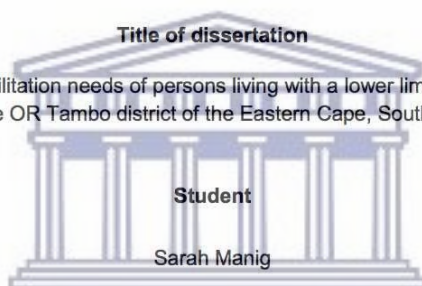 Title of dissertation
ilitation needs of persons living with a lower lim
e OR Tambo district of the Eastern Cape, South
Student
Sarah Manig